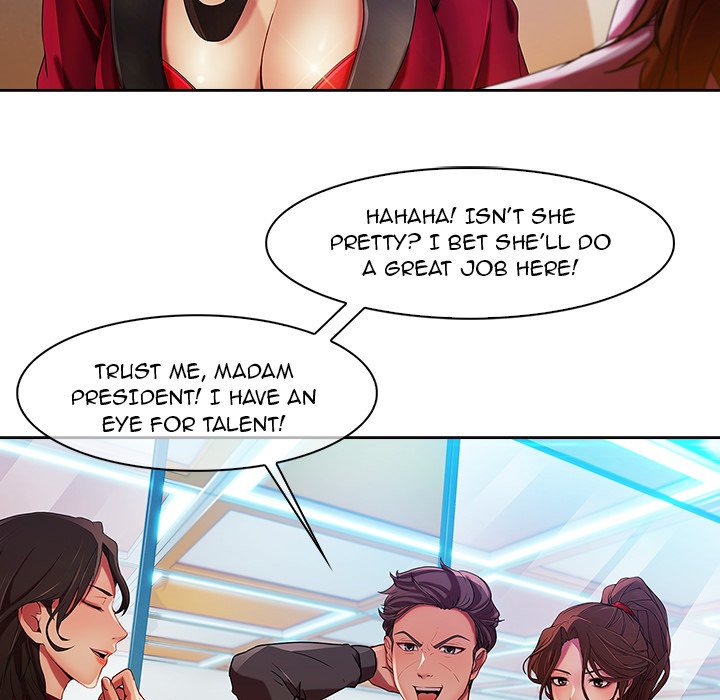 HAHAHA! ISN'T SHE
PRETTY? I BET SHE'LL DO
A GREAT JOB HERE!
TRUST ME, MADAM
PRESIDENT! I HAVE AN
EYE FOR TALENT!